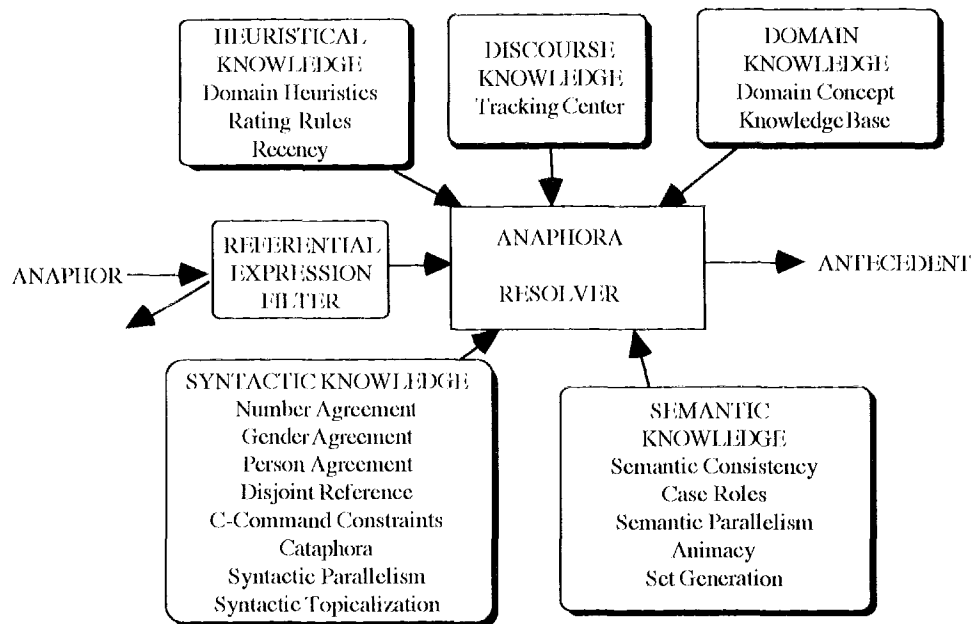 HEURISTICAL
KNOWLEDGE
Domain Heuristics
Rating Rules
Recency
DISCOURSE
KNOWLEDGE
Tracking Center
DOMAIN
KNOWLEDGE
Domain Concept
Knowledge Base
ANAPHOR
REFERENTIAL
EXPRESSION
FILTER
ANAPHORA
RESOLVER
ANTECEDENT
SYNTACTIC KNOWLEDGE
Number Agreement
Gender Agreement
Person Agreement
Disjoint Reference
C-Command Constraints
Cataphora
Syntactic Parallelism
Syntactic Topicalization
SEMANTIC
KNOWLEDGE
Semantic Consistency
Case Roles
Semantic Parallelism
Animacy
Set Generation